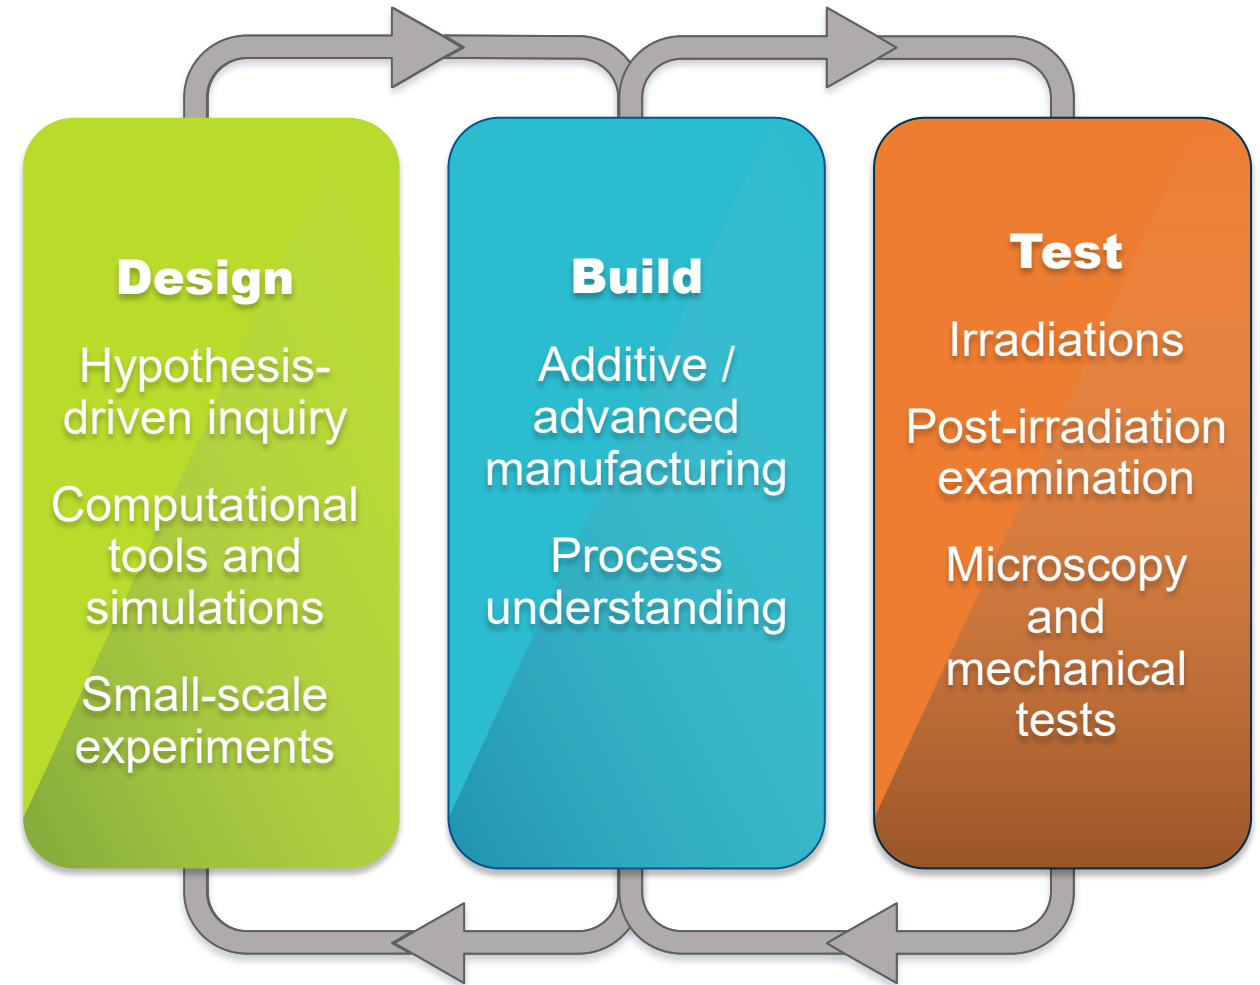 Design
Hypothesis-
driven inquiry
Computational
tools and
simulations
Small-scale
experiments
Build
Additive /
advanced
manufacturing
Process
understanding
Test
Irradiations
Post-irradiation
examination
Microscopy
and
mechanical
tests